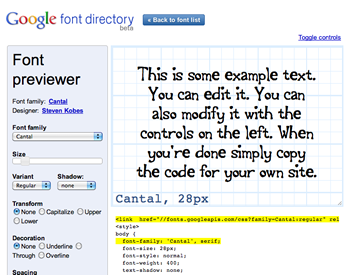 Google font directory
beta
« Back to font list
Toggle controls
Font
previewer
Font family: Cantal
Designer: Steven Kobes
Font family
Cantal
Size
Variant
Shadow:
Regular
none
Transform
None Capitalize Upper
Lower
Decoration
None Underline
Through Overline
Spacing
This is some example text.
You can edit it. You can
also modify it with the
controls on the left. When
you're done simply copy
the code for your own site.
Cantal, 28px
<link href="//fonts.googleapis.com/css?family=Cantal:regular" rel
<style>
body {
font-family: 'Cantal', serif;
font-size: 28px;
font-style: normal;
font-weight: 400;
text-shadow: none;